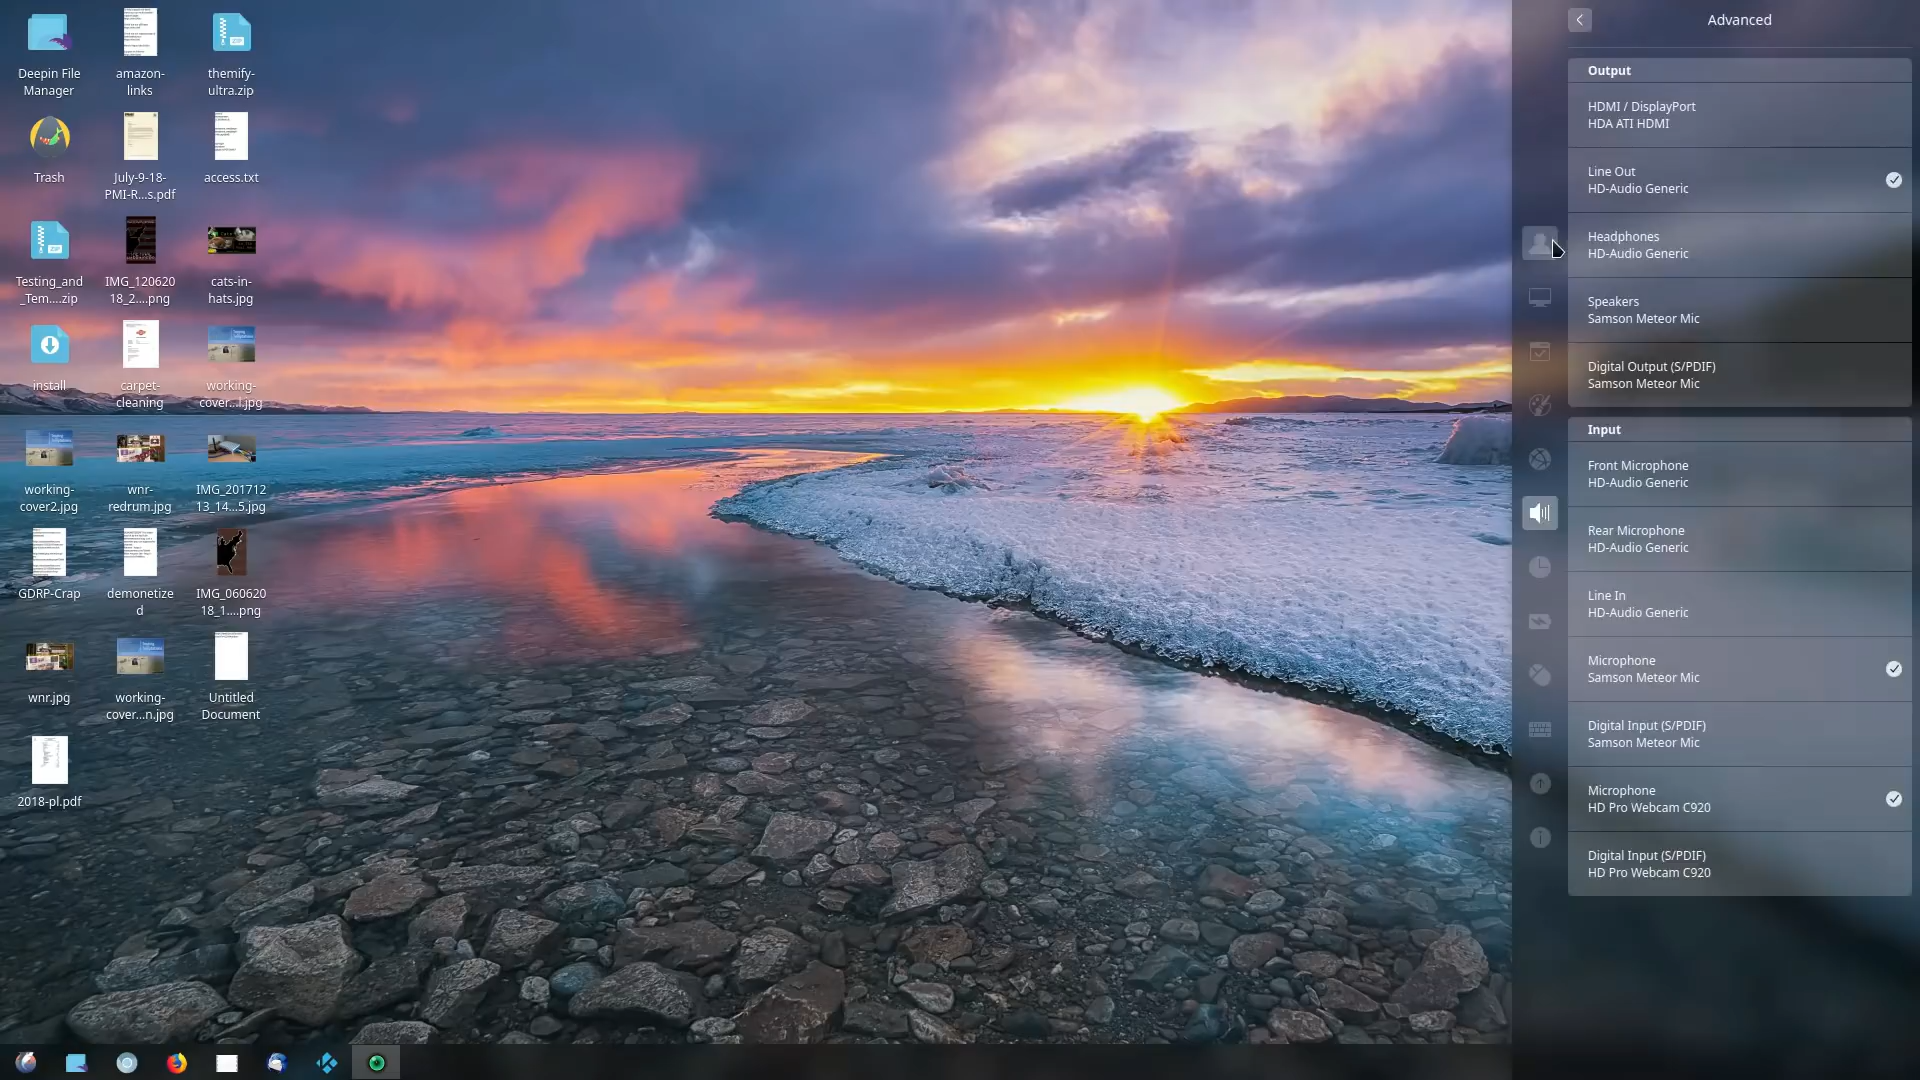 Deepin File
Manager
amazon-
links
themify-
ultra.zip
Trash
July-9-18-
PMI-R...s.pdf
access.txt
Testing_and
_Tem....zip
IMG_120620
18_2....png
cats-in-
hats.jpg
install
carpet-
cleaning
working-
cover...l.jpg
working-
cover2.jpg
wnr-
redrum.jpg
IMG_201712
13_14...5.jpg
GDRP-Crap
demonetize
d
IMG_060620
18_1....png
wnr.jpg
working-
cover...n.jpg
Untitled
Document
2018-pl.pdf
Advanced
Output
HDMI / DisplayPort
HDA ATI HDMI
Line Out
HD-Audio Generic
Headphones
HD-Audio Generic
Speakers
Samson Meteor Mic
Digital Output (S/PDIF)
Samson Meteor Mic
Input
Front Microphone
HD-Audio Generic
Rear Microphone
HD-Audio Generic
Line In
HD-Audio Generic
Microphone
Samson Meteor Mic
Digital Input (S/PDIF)
Samson Meteor Mic
Microphone
HD Pro Webcam C920
Digital Input (S/PDIF)
HD Pro Webcam C920